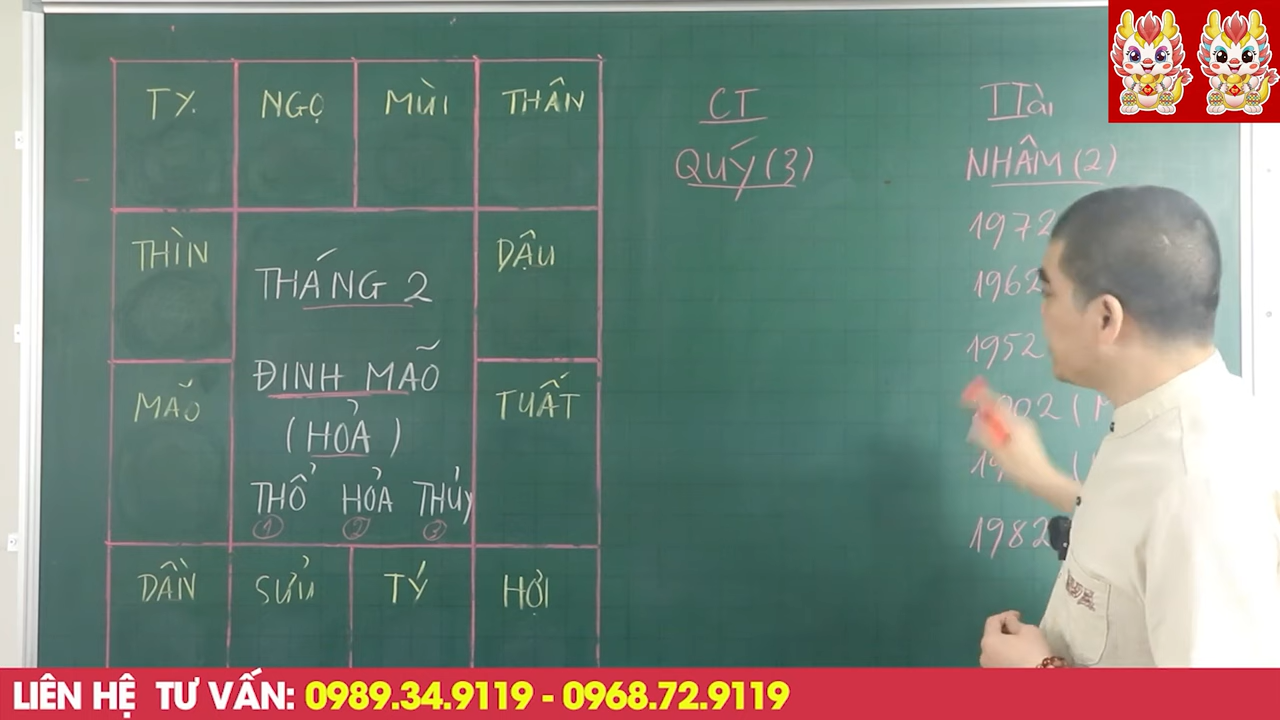 TY.
NGỌ
MÙI
THÂN
THÌN
DẬU
MÃO
TUẤT
DẦN
SỬU
TÝ
HỢI
THÁNG 2
ĐINH MÃO
(HỎA)
THỔ HỎA THỦY
1 2 3
CT
QUÝ (3)
TTài
NHÂM (2)
1972
1962
1952
1982
LIÊN HỆ TƯ VẤN: 0989.34.9119 - 0968.72.9119